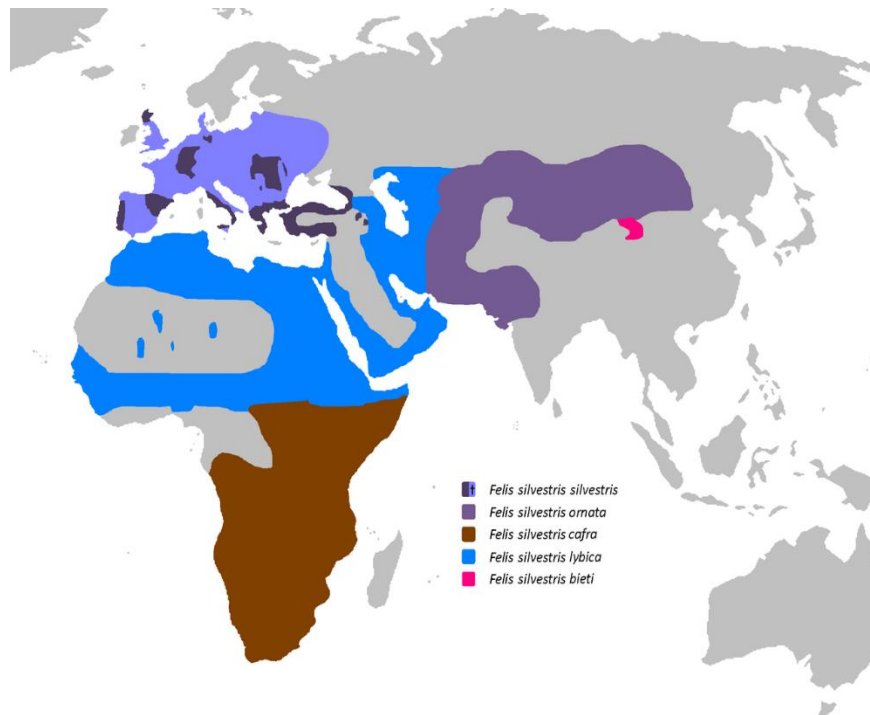 †
Felis silvestris silvestris
Felis silvestris ornata
Felis silvestris cafra
Felis silvestris lybica
Felis silvestris bieti